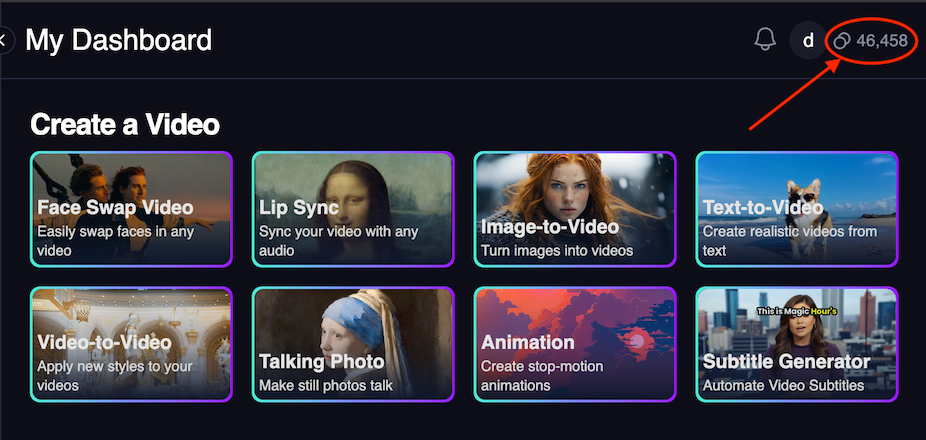 My Dashboard
d
46,458
Create a Video
Face Swap Video
Easily swap faces in any
video
Lip Sync
Sync your video with any
audio
Image-to-Video
Turn images into videos
Text-to-Video
Create realistic videos from
text
Video-to-Video
Apply new styles to your
videos
Talking Photo
Make still photos talk
Animation
Create stop-motion
animations
This is Magic Hour's
Subtitle Generator
Automate Video Subtitles